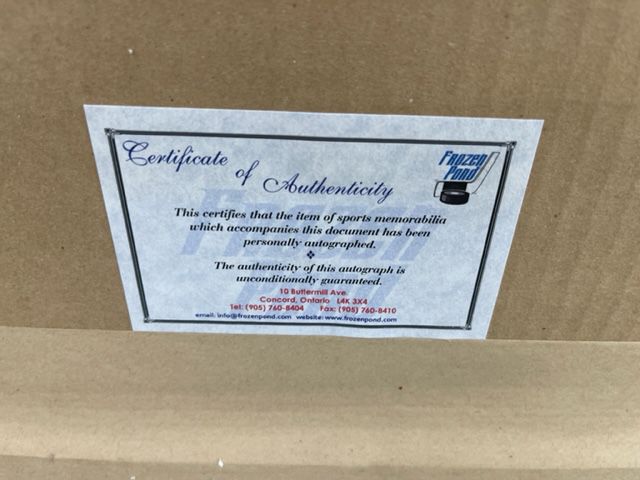 Certificate of Authenticity
Frozen
Pond
This certifies that the item of sports memorabilia
which accompanies this document has been
personally autographed.
The authenticity of this autograph is
unconditionally guaranteed.
10 Buttermill Ave.
Concord, Ontario L4K 3X4
Tel: (905) 760-8404 Fax: (905) 760-8410
email: info@frozenpond.com website: www.frozenpond.com
Frozen
Pond